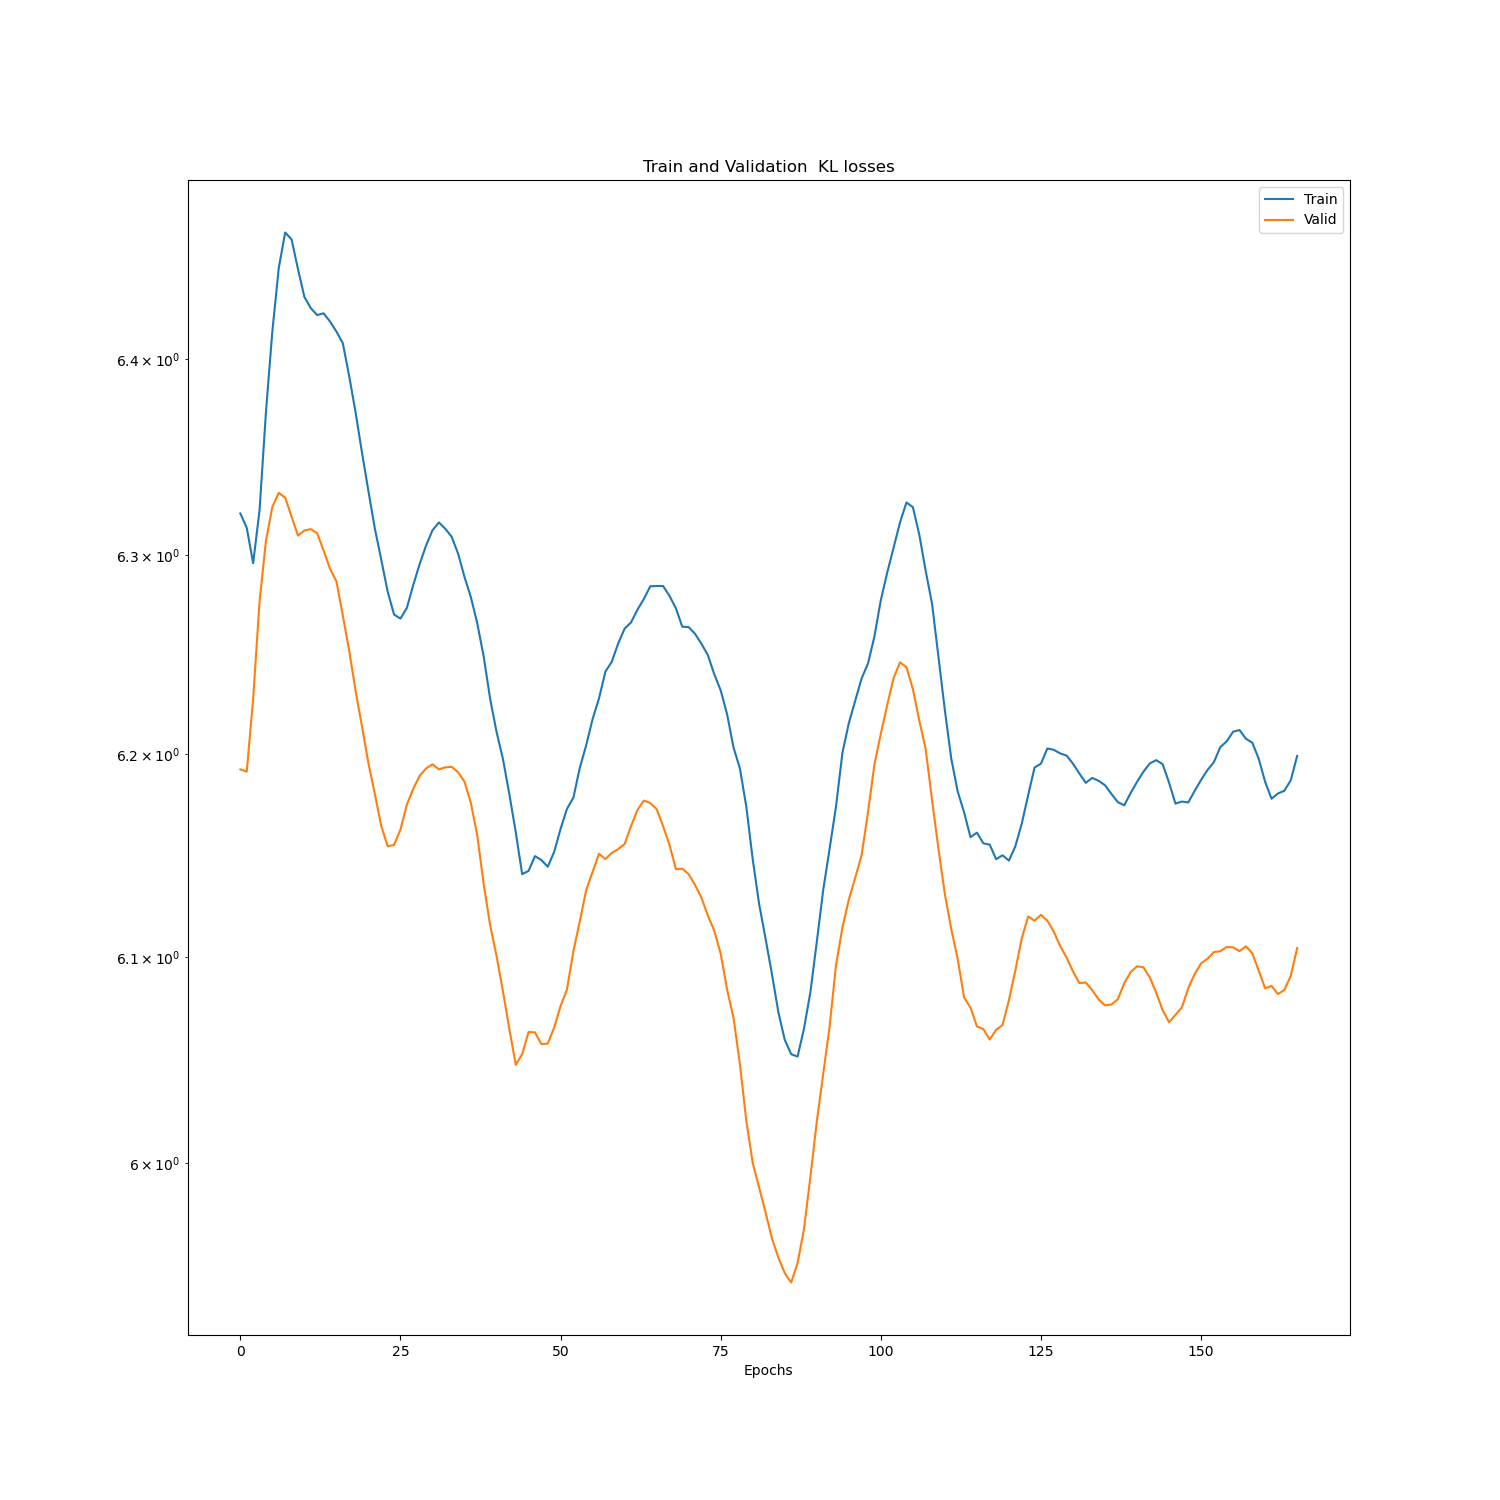 Train and Validation  KL losses
Train
Valid
6.4 × 10⁰
6.3 × 10⁰
6.2 × 10⁰
6.1 × 10⁰
6 × 10⁰
0 25 50 75 100 125 150
Epochs